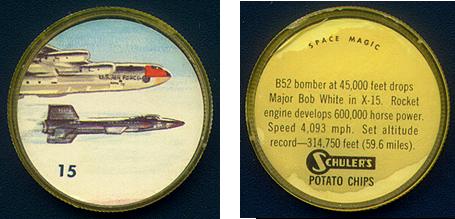 U.S. AIR FORCE
15
SPACE MAGIC
B52 bomber at 45,000 feet drops
Major Bob White in X-15. Rocket
engine develops 600,000 horse power.
Speed 4,093 mph. Set altitude
record—314,750 feet (59.6 miles).
SCHULER'S
POTATO CHIPS